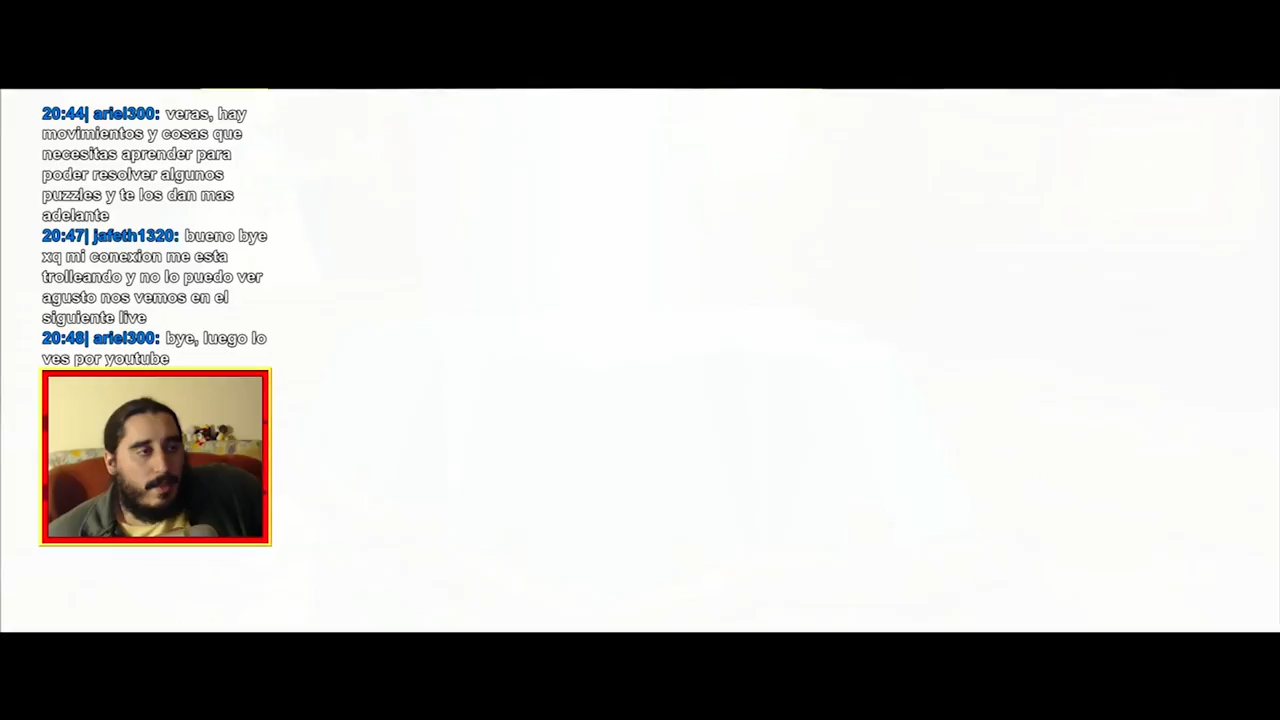 20:44| ariel300: veras, hay
movimientos y cosas que
necesitas aprender para
poder resolver algunos
puzzles y te los dan mas
adelante
20:47| jafeth1320: bueno bye
xq mi conexion me esta
trolleando y no lo puedo ver
agusto nos vemos en el
siguiente live
20:48| ariel300: bye, luego lo
ves por youtube